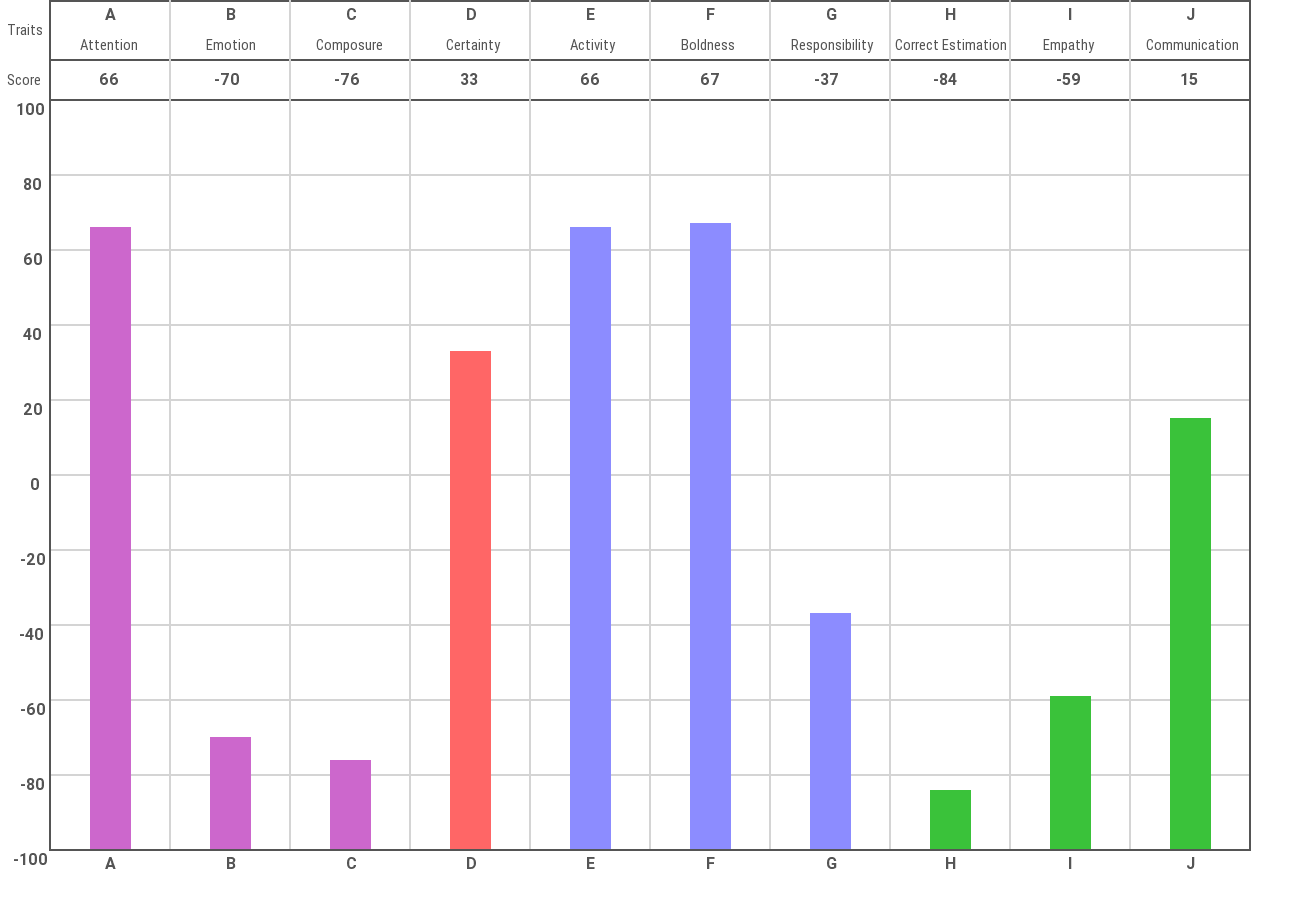 A B C D E F G H I J
Traits
Attention Emotion Composure Certainty Activity Boldness Responsibility Correct Estimation Empathy Communication
Score 66 -70 -76 33 66 67 -37 -84 -59 15
100
80
60
40
20
0
-20
-40
-60
-80
-100
A B C D E F G H I J